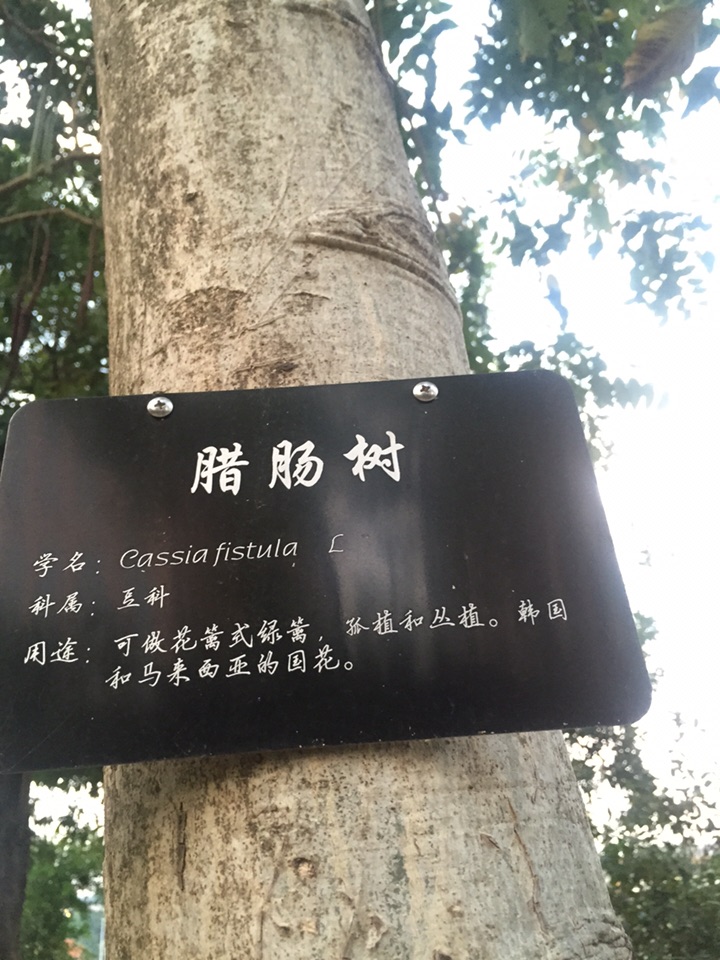 腊肠树
学名：Cassia fistula L
科属：豆科
用途：可做花篱式绿篱，孤植和丛植。韩国
和马来西亚的国花。